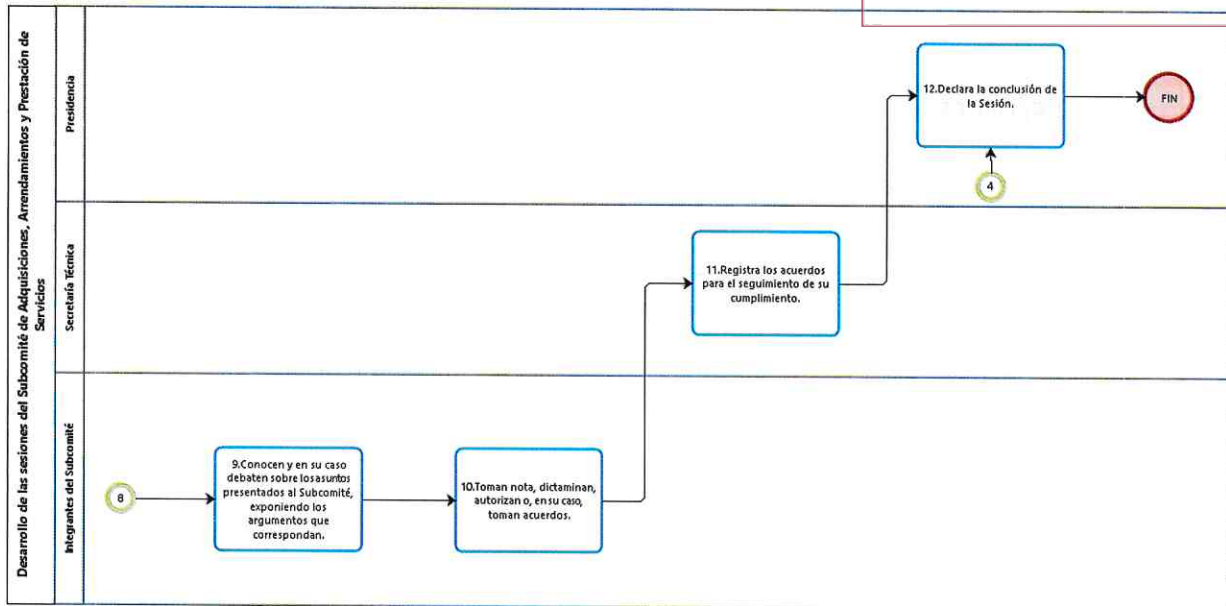 Desarrollo de las sesiones del Subcomité de Adquisiciones, Arrendamientos y Prestación de
Servicios
Presidencia
12.Declara la conclusión de
la Sesión.
FIN
4
Secretaría Técnica
11.Registra los acuerdos
para el seguimiento de su
cumplimiento.
Integrantes del Subcomité
8
9.Conocen y en su caso
debaten sobre los asuntos
presentados al Subcomité,
exponiendo los
argumentos que
correspondan.
10.Toman nota, dictaminan,
autorizan o, en su caso,
toman acuerdos.